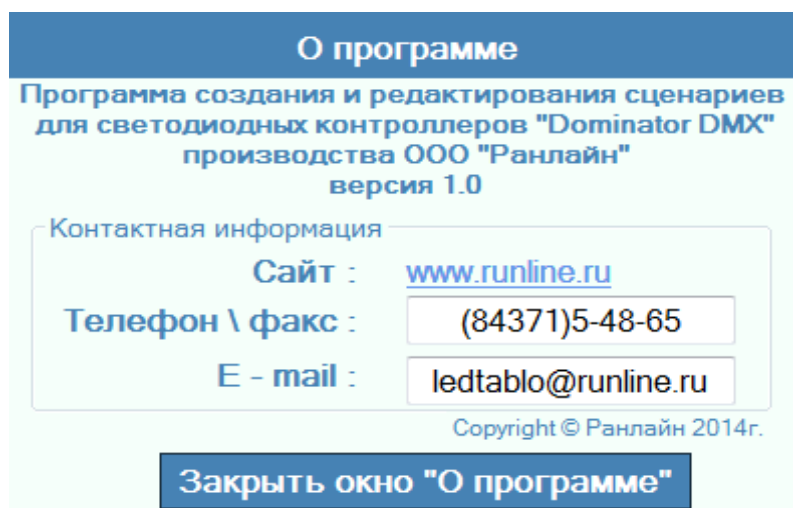 О программе
Программа создания и редактирования сценариев
для светодиодных контроллеров "Dominator DMX"
производства ООО "Ранлайн"
версия 1.0
Контактная информация
Сайт : www.runline.ru
Телефон \ факс : (84371)5-48-65
E - mail : ledtablo@runline.ru
Copyright © Ранлайн 2014г.
Закрыть окно "О программе"